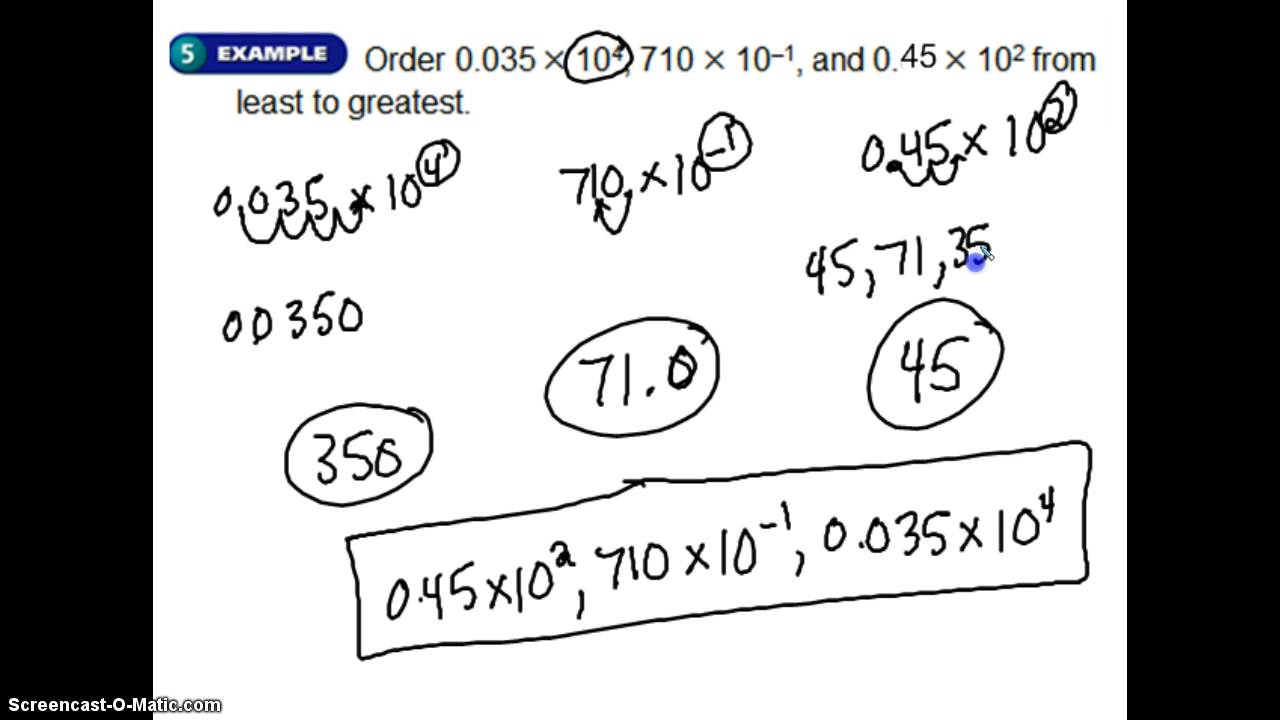 5 EXAMPLE Order 0.035 × 10⁴, 710 × 10⁻¹, and 0.45 × 10² from
least to greatest.
0.035 × 10⁴
710. × 10⁻¹
0.45 × 10²
45, 71, 35
00350
71.0
45
350
0.45 × 10², 710 × 10⁻¹, 0.035 × 10⁴
Screencast-O-Matic.com